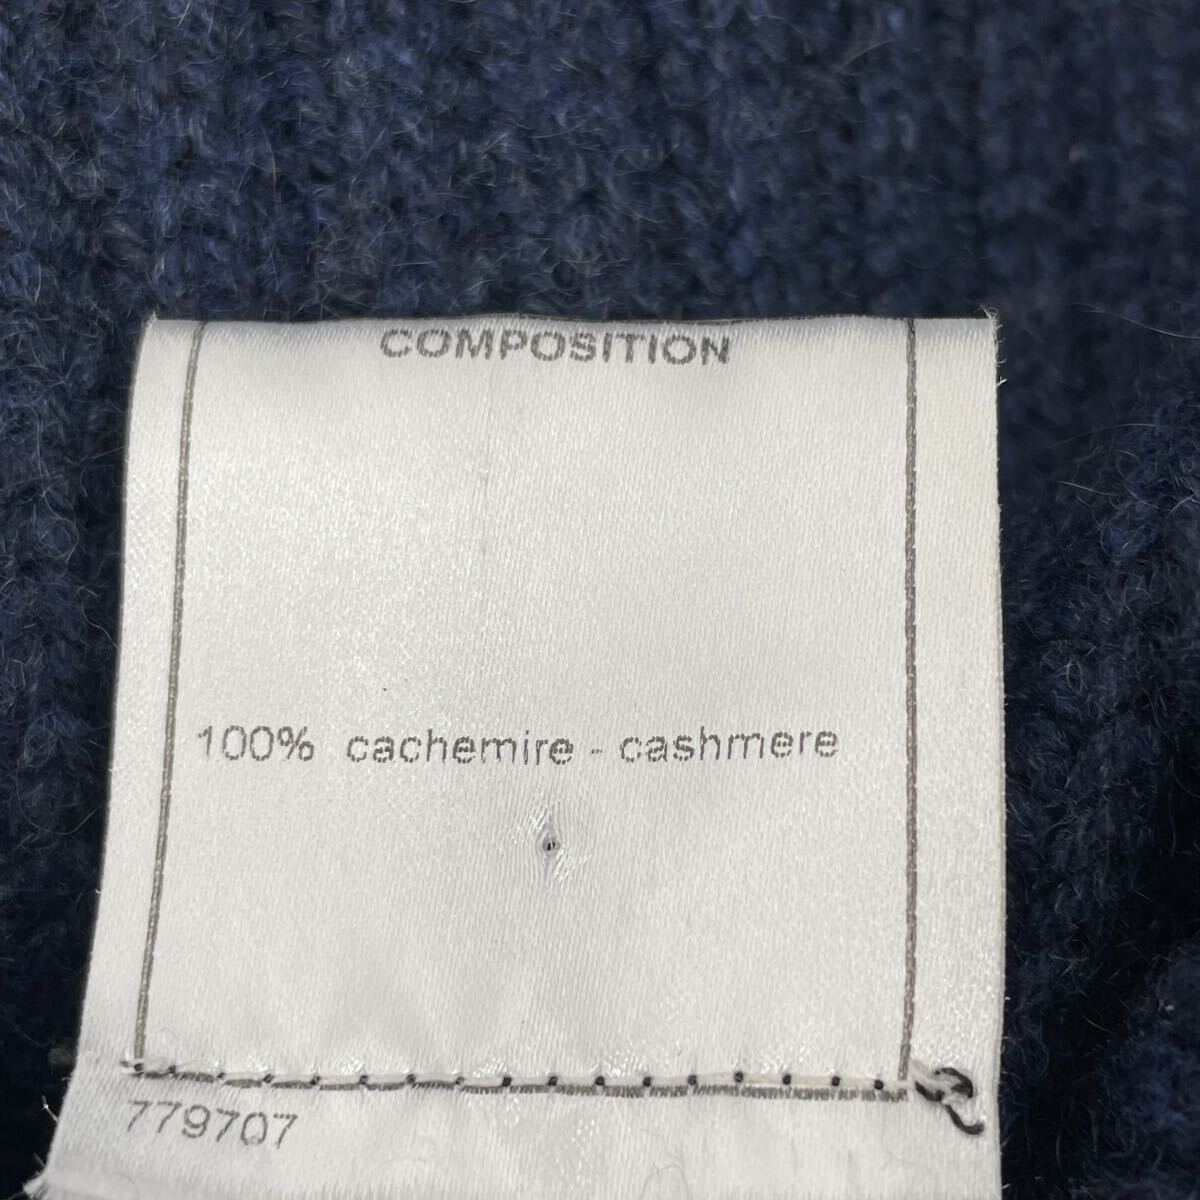 COMPOSITION
100% cachemire - cashmere
779707